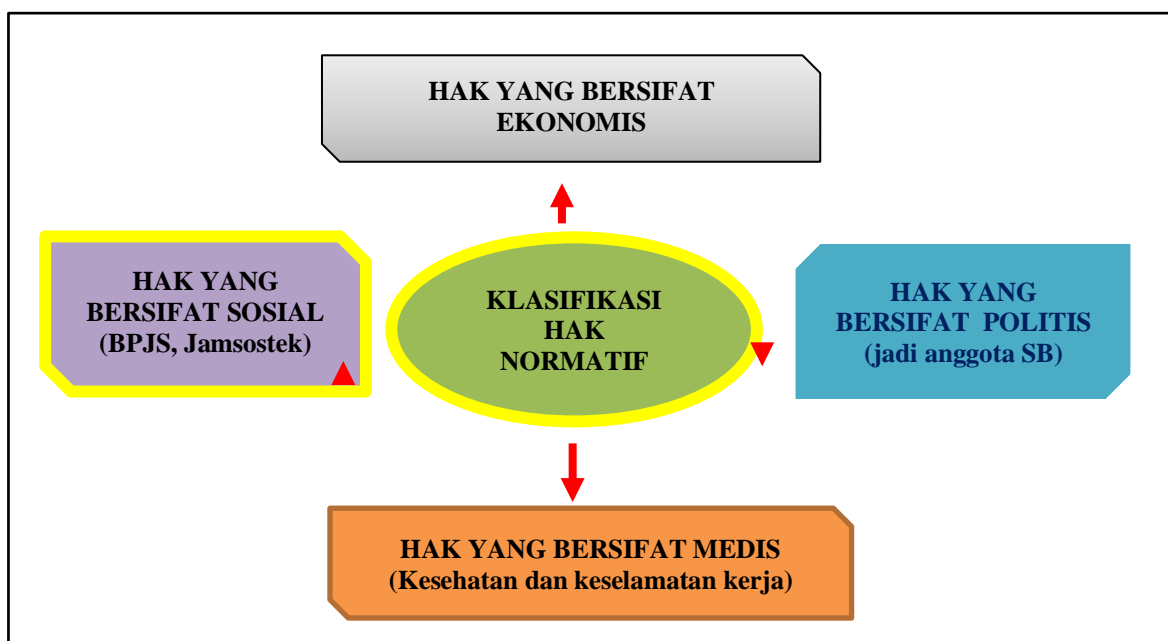 HAK YANG BERSIFAT
EKONOMIS
HAK YANG
BERSIFAT SOSIAL
(BPJS, Jamsostek)
KLASIFIKASI
HAK
NORMATIF
HAK YANG
BERSIFAT POLITIS
(jadi anggota SB)
HAK YANG BERSIFAT MEDIS
(Kesehatan dan keselamatan kerja)